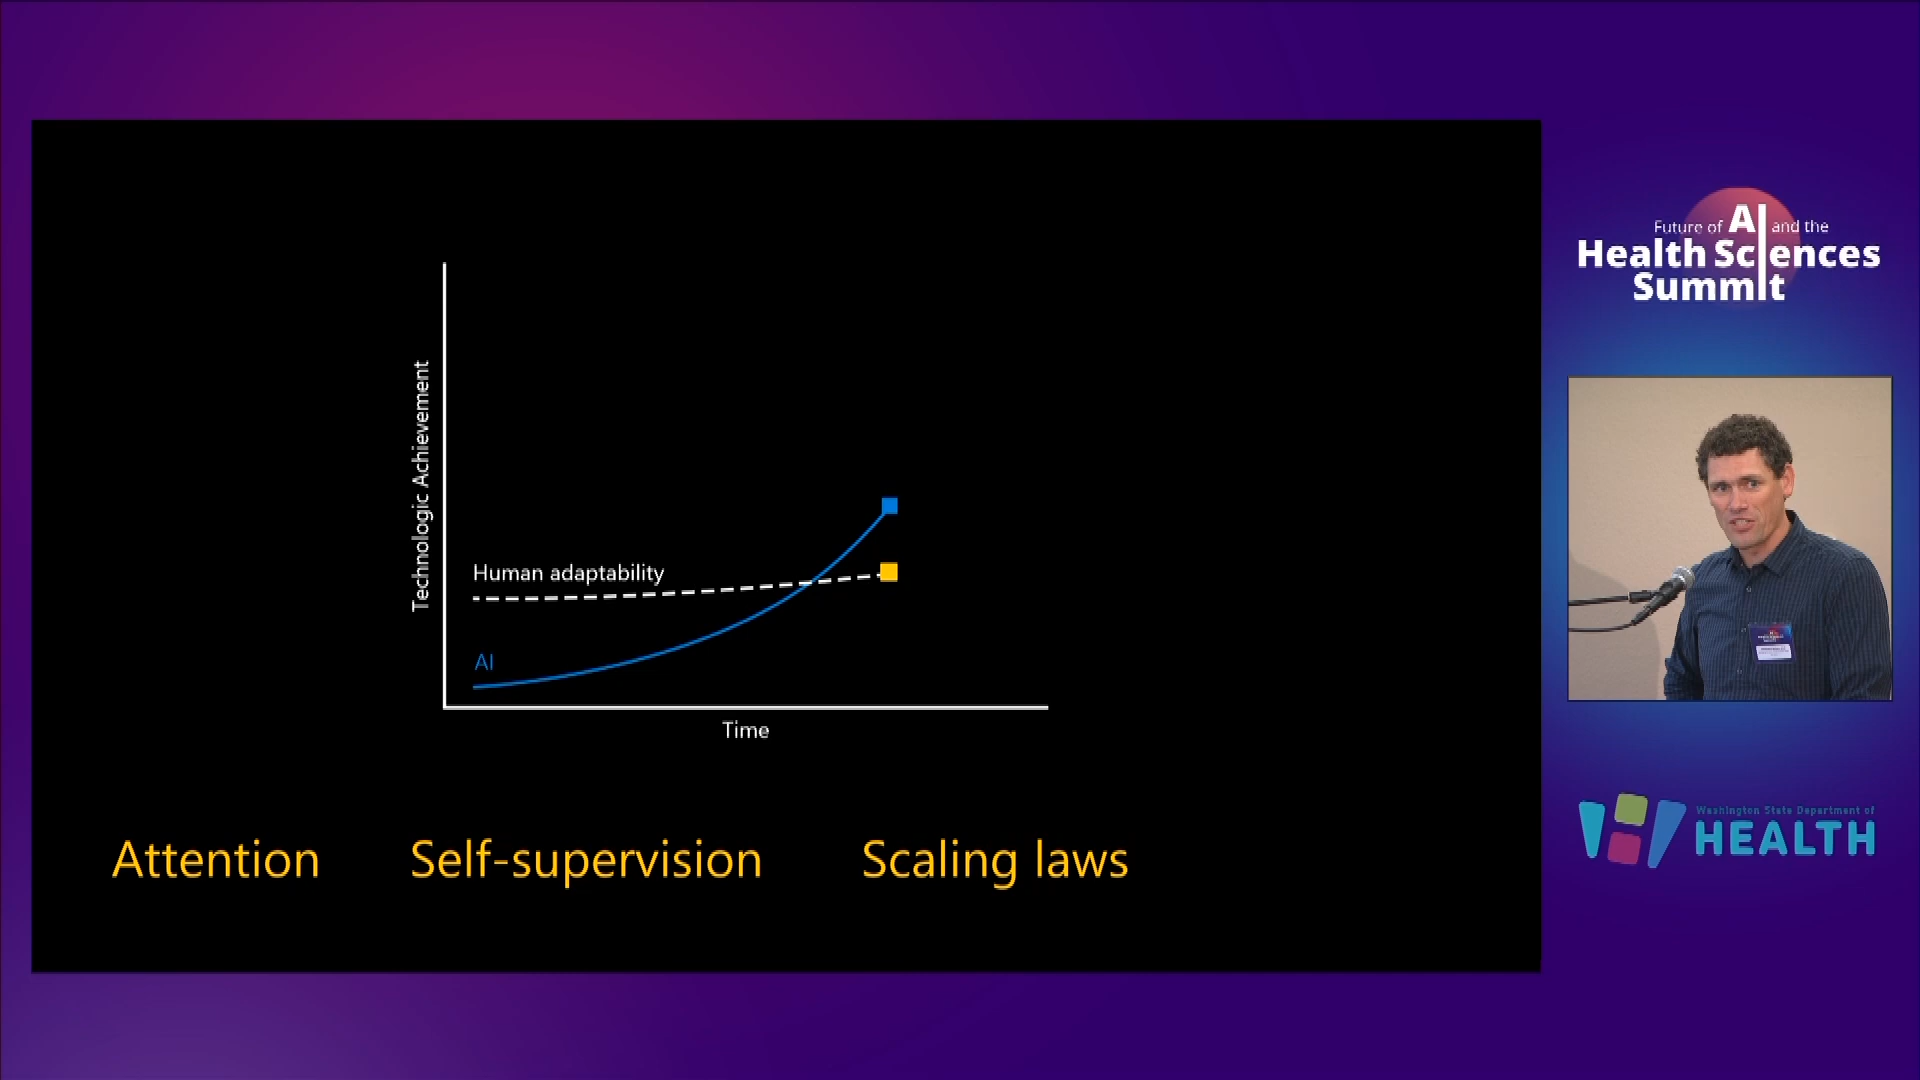 Technologic Achievement
Human adaptability
AI
Time
Attention Self-supervision Scaling laws
Future of AI and the
Health Sciences
Summit
Washington State Department of
HEALTH